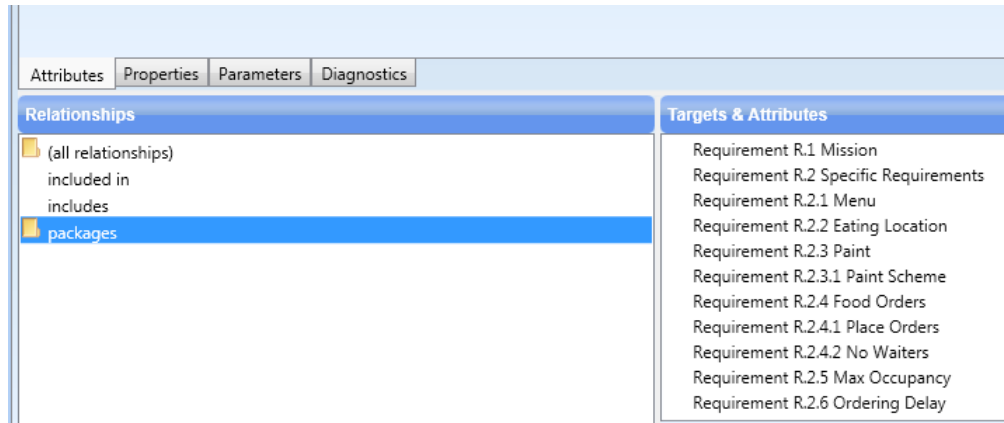 Attributes Properties Parameters Diagnostics
Relationships
(all relationships)
included in
includes
packages
Targets & Attributes
Requirement R.1 Mission
Requirement R.2 Specific Requirements
Requirement R.2.1 Menu
Requirement R.2.2 Eating Location
Requirement R.2.3 Paint
Requirement R.2.3.1 Paint Scheme
Requirement R.2.4 Food Orders
Requirement R.2.4.1 Place Orders
Requirement R.2.4.2 No Waiters
Requirement R.2.5 Max Occupancy
Requirement R.2.6 Ordering Delay